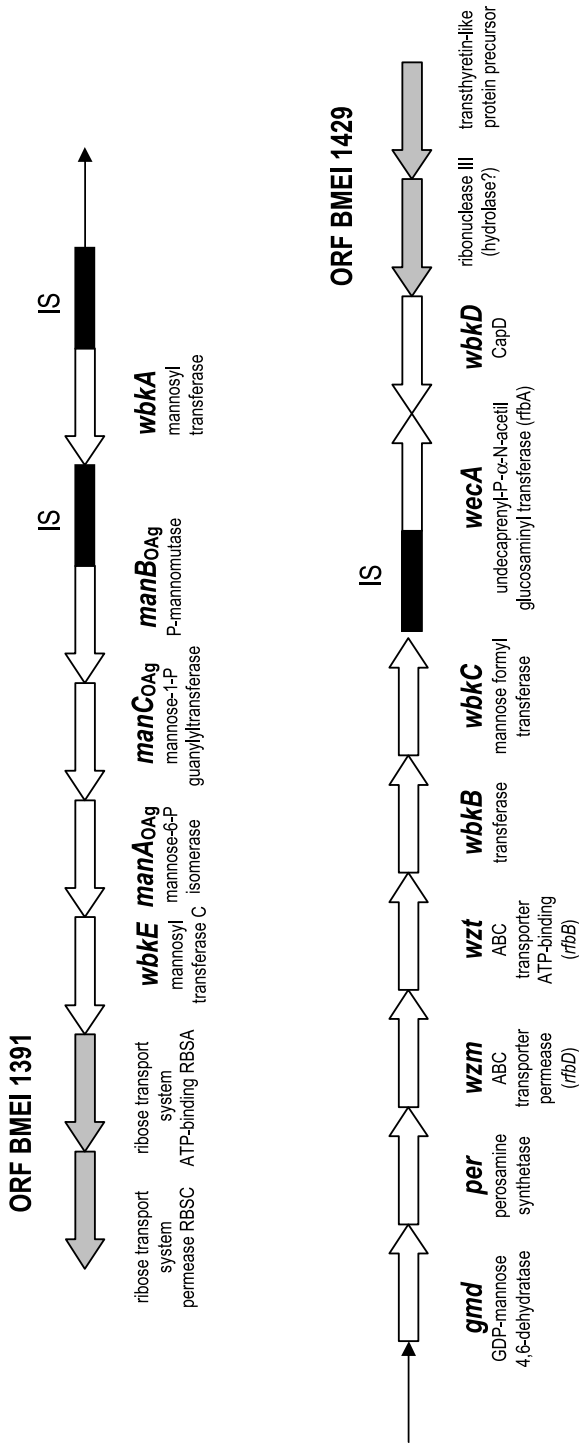 ORF BMEI 1391
ribose transport
system
permease RBSC
ribose transport
system
ATP-binding RBSA
wbkE
mannosyl
transferase C
manAOAg
mannose-6-P
isomerase
manCOAg
mannose-1-P
guanylyltransferase
manBOAg
P-mannomutase
IS
wbkA
mannosyl
transferase
IS
gmd
GDP-mannose
4,6-dehydratase
per
perosamine
synthetase
wzm
ABC
transporter
permease
(rfbD)
wzt
ABC
transporter
ATP-binding
(rfbB)
wbkB
transferase
wbkC
mannose formyl
transferase
IS
wecA
undecaprenyl-P-α-N-acetil
glucosaminyl transferase (rfbA)
wbkD
CapD
ORF BMEI 1429
ribonuclease III
(hydrolase?)
transthyretin-like
protein precursor